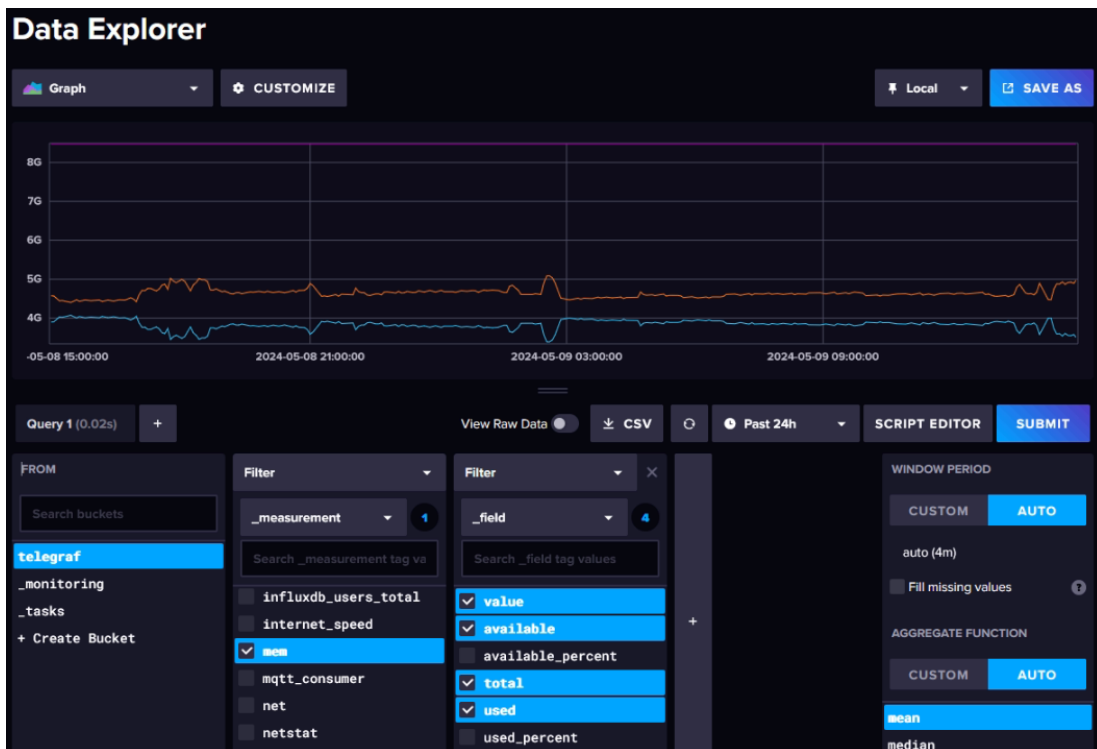 Data Explorer
Graph
CUSTOMIZE
Local
SAVE AS
8G
7G
6G
5G
4G
-05-08 15:00:00
2024-05-08 21:00:00
2024-05-09 03:00:00
2024-05-09 09:00:00
Query 1 (0.02s)
+
View Raw Data
CSV
Past 24h
SCRIPT EDITOR
SUBMIT
FROM
Search buckets
telegraf
_monitoring
_tasks
+ Create Bucket
Filter
_measurement
1
Search _measurement tag va
influxdb_users_total
internet_speed
mem
mqtt_consumer
net
netstat
Filter
_field
4
Search _field tag values
value
available
available_percent
total
used
used_percent
+
WINDOW PERIOD
CUSTOM
AUTO
auto (4m)
Fill missing values
?
AGGREGATE FUNCTION
CUSTOM
AUTO
mean
median